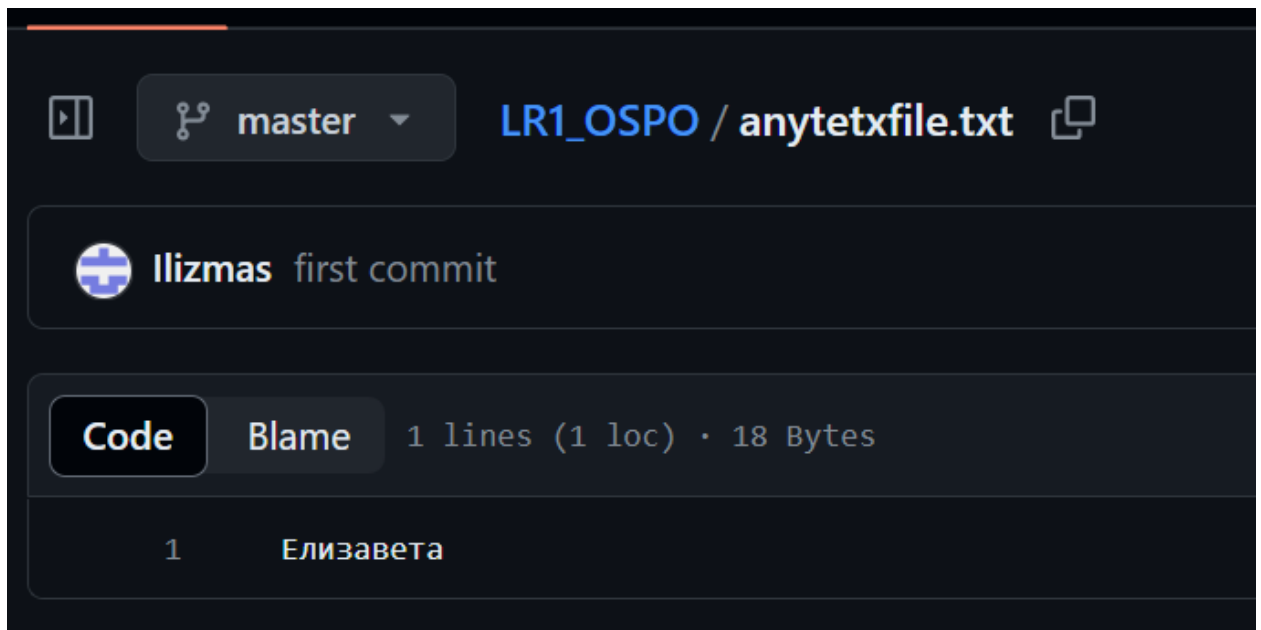 master LR1_OSPO / anytetxfile.txt
Ilizmas first commit
Code Blame 1 lines (1 loc) · 18 Bytes
1 Елизавета